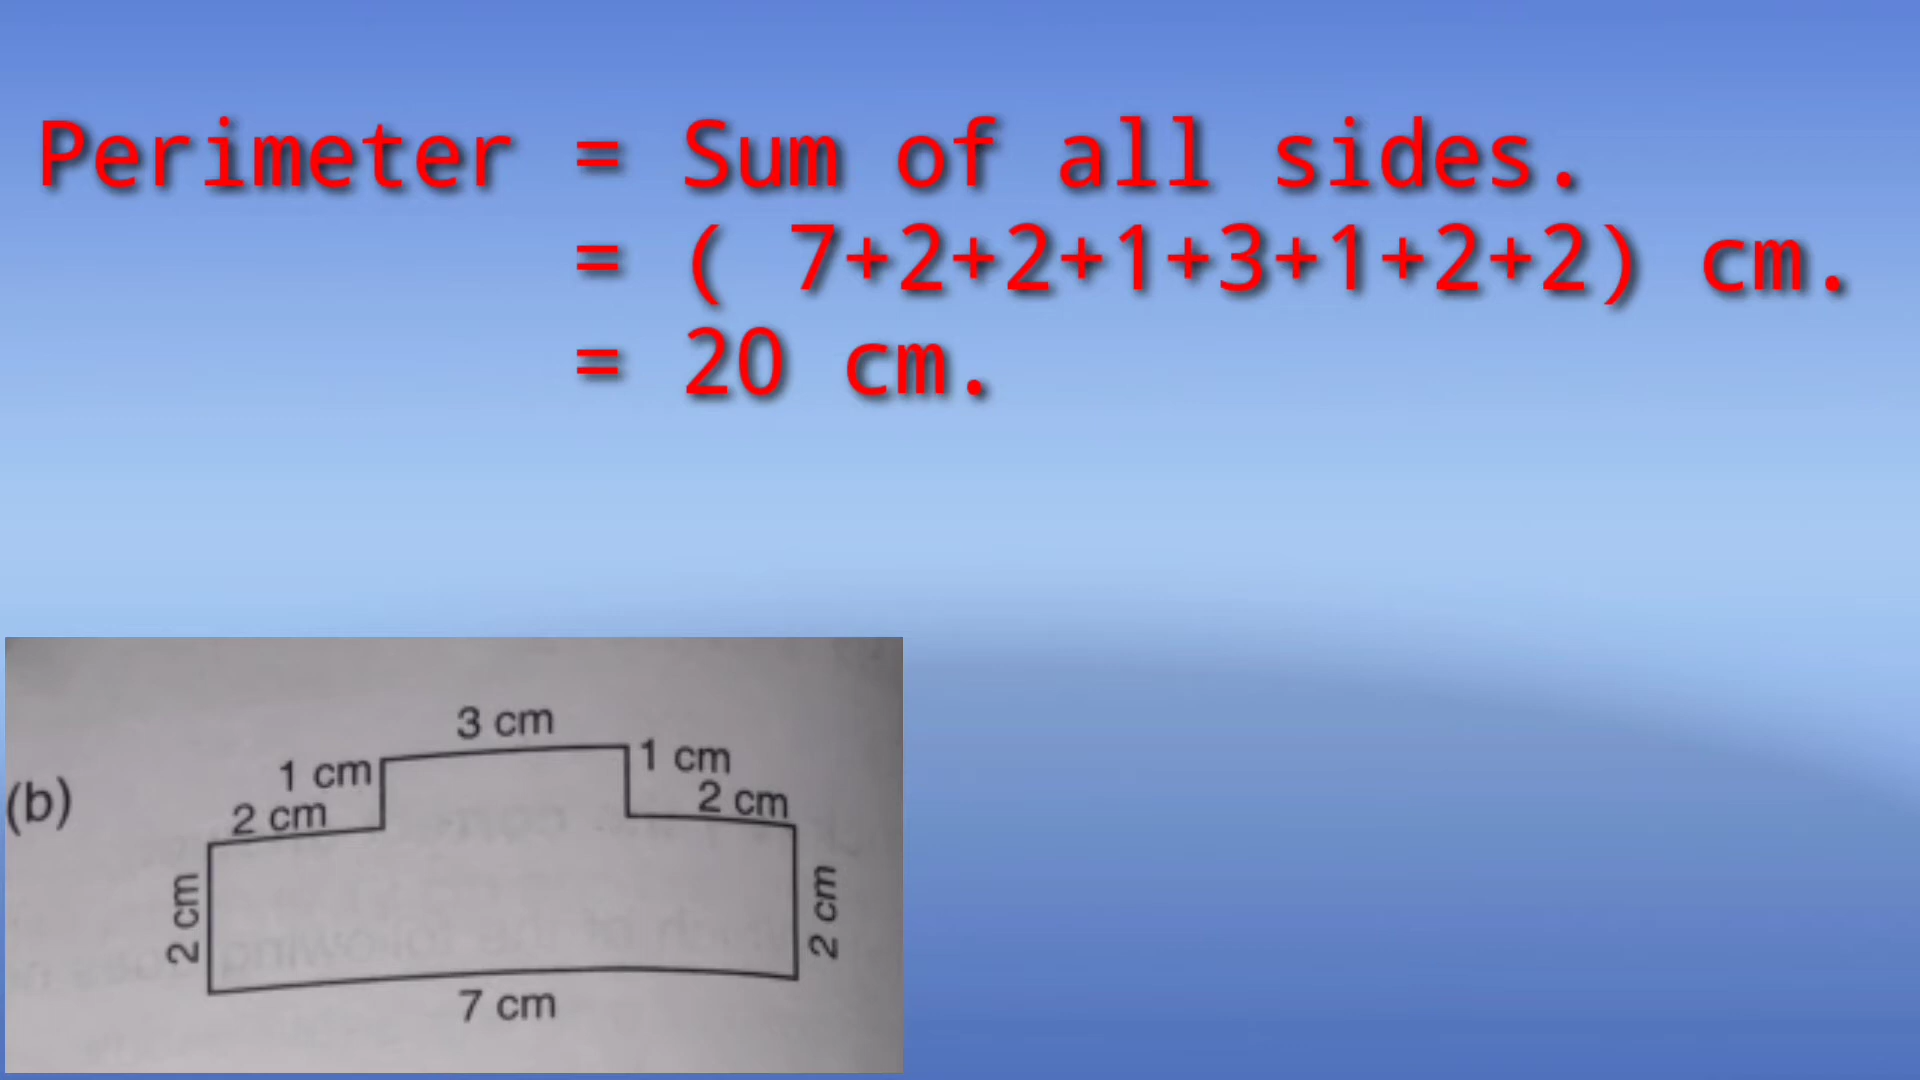 Perimeter = Sum of all sides.
= ( 7+2+2+1+3+1+2+2) cm.
= 20 cm.
3 cm
1 cm
1 cm
(b)
2 cm
2 cm
2 cm
2 cm
7 cm